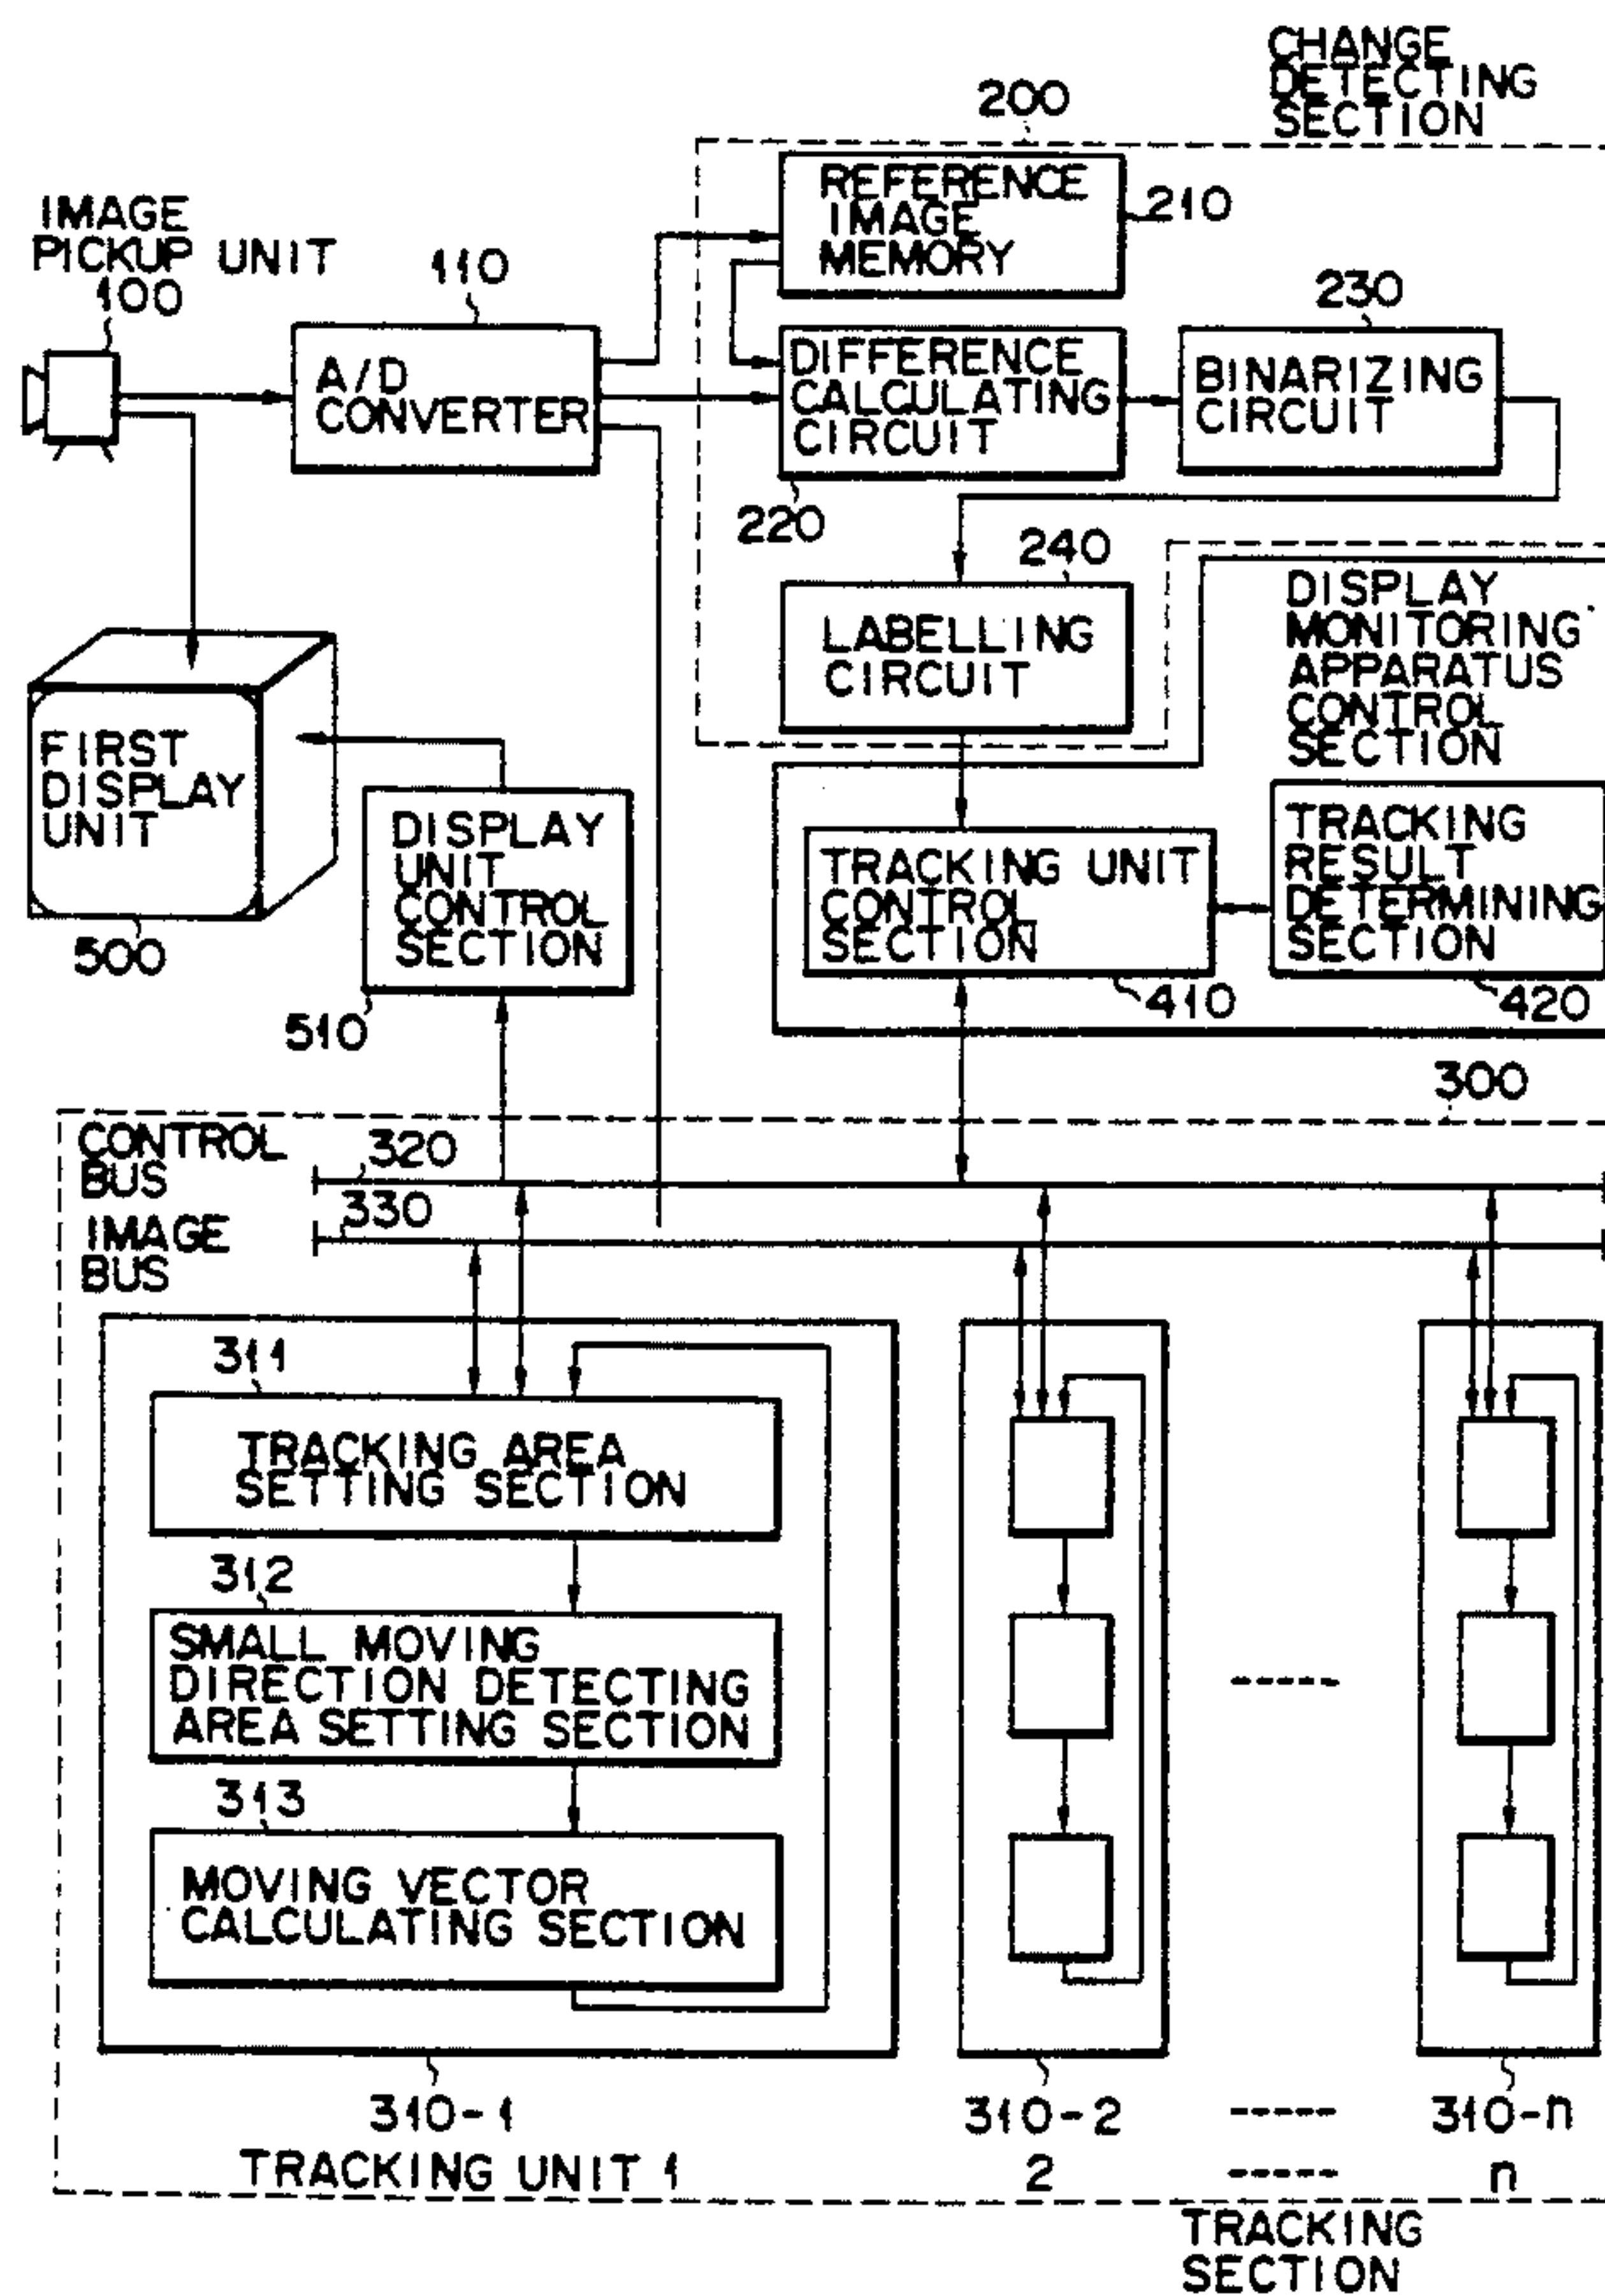 CHANGE
DETECTING
SECTION
200
REFERENCE
IMAGE
MEMORY
210
IMAGE
PICKUP UNIT
100
110
230
A/D
CONVERTER
DIFFERENCE
CALCULATING
CIRCUIT
BINARIZING
CIRCUIT
220
240
LABELLING
CIRCUIT
DISPLAY
MONITORING
APPARATUS
CONTROL
SECTION
FIRST
DISPLAY
UNIT
500
DISPLAY
UNIT
CONTROL
SECTION
510
TRACKING UNIT
CONTROL
SECTION
410
TRACKING
RESULT
DETERMINING
SECTION
420
300
CONTROL
BUS
320
IMAGE
BUS
330
311
TRACKING AREA
SETTING SECTION
312
SMALL MOVING
DIRECTION DETECTING
AREA SETTING SECTION
313
MOVING VECTOR
CALCULATING SECTION
310-1
310-2
-----
310-n
TRACKING UNIT 1
2
-----
n
TRACKING
SECTION